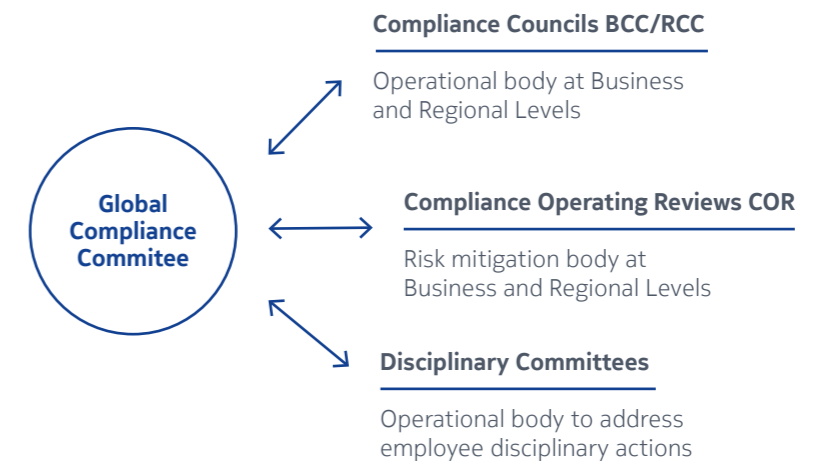 Compliance Councils BCC/RCC
Operational body at Business
and Regional Levels
Global
Compliance
Commitee
Compliance Operating Reviews COR
Risk mitigation body at
Business and Regional Levels
Disciplinary Committees
Operational body to address
employee disciplinary actions